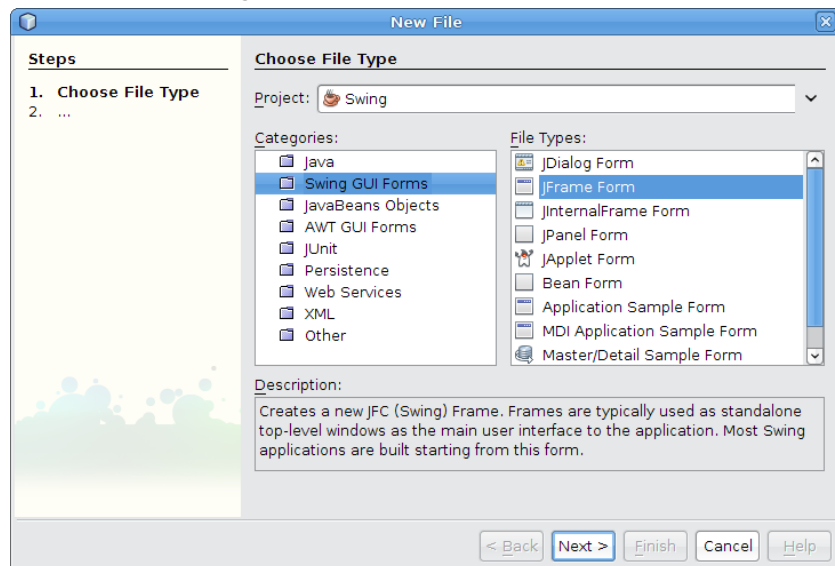 New File
Steps
1. Choose File Type
2. ...
Choose File Type
Project: Swing
Categories:
Java
Swing GUI Forms
JavaBeans Objects
AWT GUI Forms
JUnit
Persistence
Web Services
XML
Other
File Types:
JDialog Form
JFrame Form
JInternalFrame Form
JPanel Form
JApplet Form
Bean Form
Application Sample Form
MDI Application Sample Form
Master/Detail Sample Form
Description:
Creates a new JFC (Swing) Frame. Frames are typically used as standalone
top-level windows as the main user interface to the application. Most Swing
applications are built starting from this form.
< Back Next > Finish Cancel Help